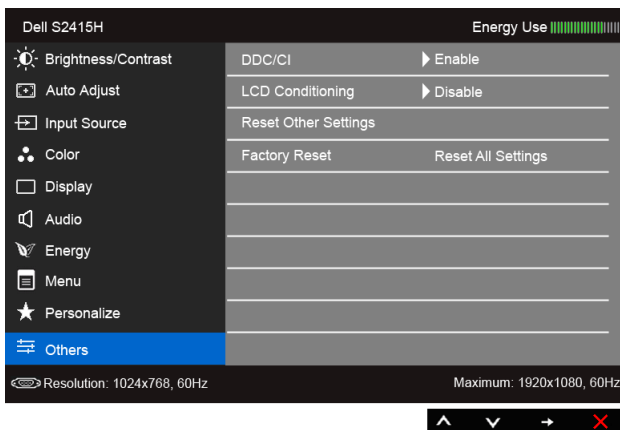 Dell S2415H Energy Use
Brightness/Contrast
Auto Adjust
Input Source
Color
Display
Audio
Energy
Menu
Personalize
Others
DDC/CI Enable
LCD Conditioning Disable
Reset Other Settings
Factory Reset Reset All Settings
Resolution: 1024x768, 60Hz Maximum: 1920x1080, 60Hz